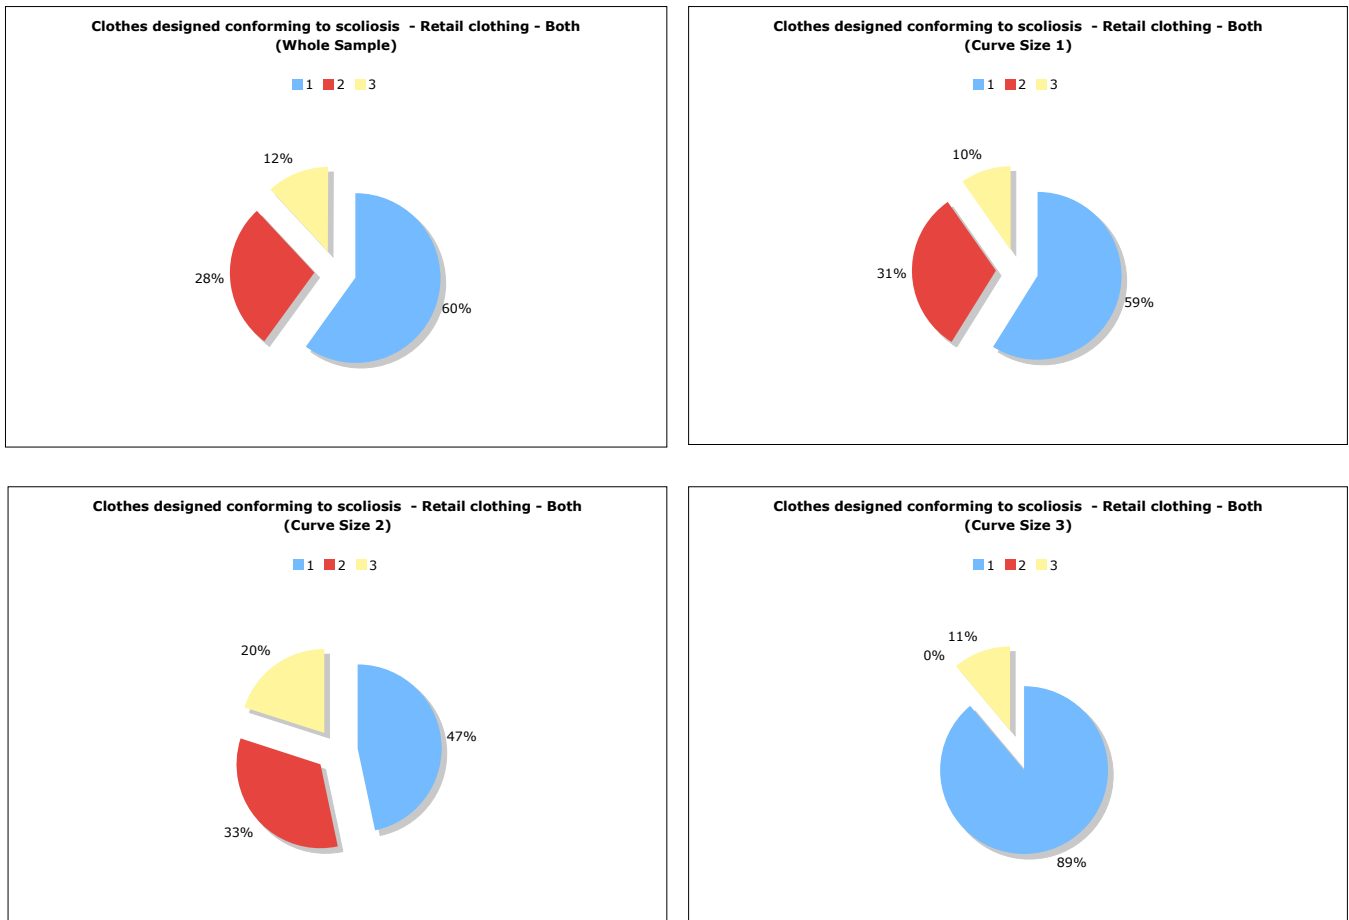 Clothes designed conforming to scoliosis  - Retail clothing - Both
(Whole Sample)
1 2 3
12%
28%
60%
Clothes designed conforming to scoliosis  - Retail clothing - Both
(Curve Size 1)
1 2 3
10%
31%
59%
Clothes designed conforming to scoliosis  - Retail clothing - Both
(Curve Size 2)
1 2 3
20%
47%
33%
Clothes designed conforming to scoliosis  - Retail clothing - Both
(Curve Size 3)
1 2 3
11%
0%
89%